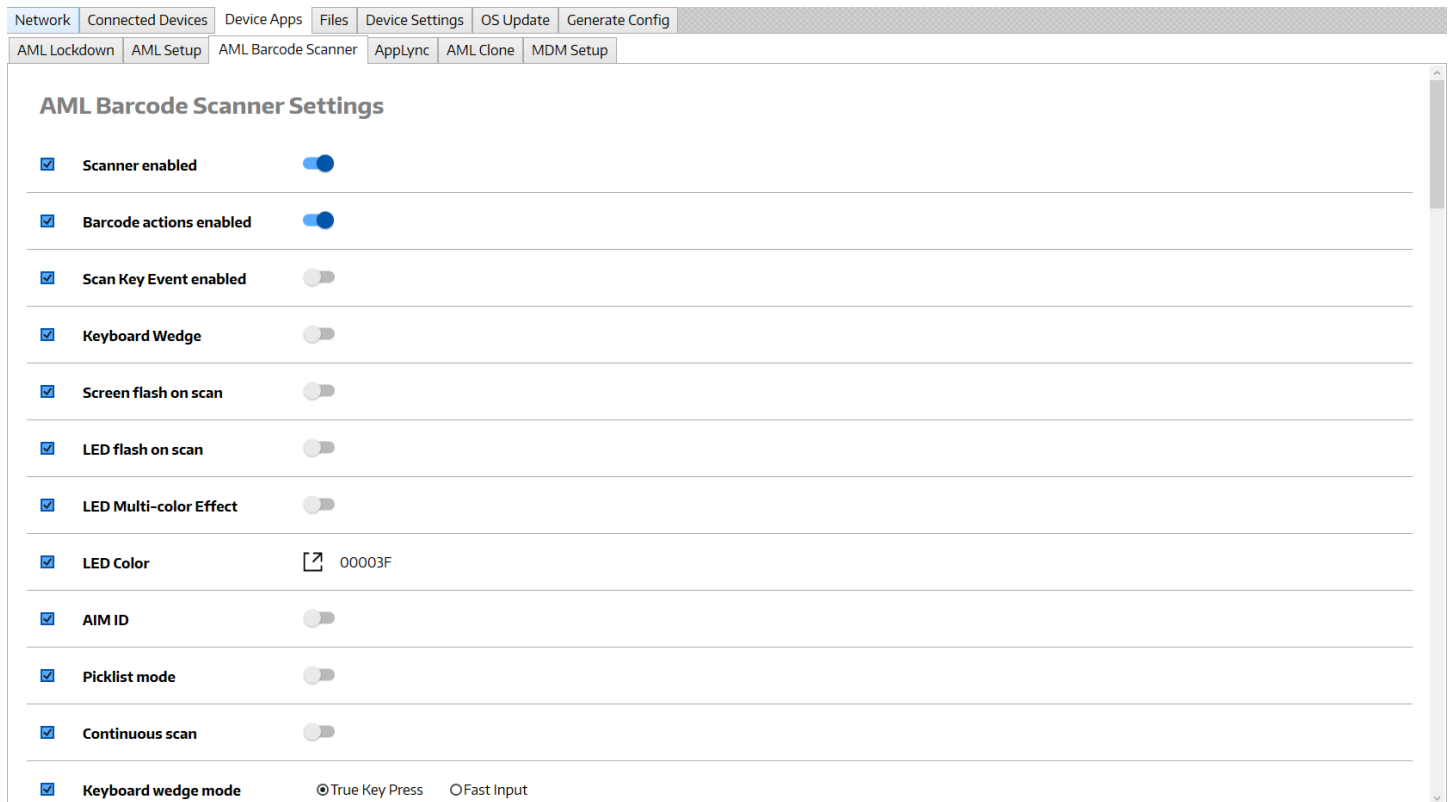 Network Connected Devices Device Apps Files Device Settings OS Update Generate Config
AML Lockdown AML Setup AML Barcode Scanner AppLync AML Clone MDM Setup
AML Barcode Scanner Settings
Scanner enabled
Barcode actions enabled
Scan Key Event enabled
Keyboard Wedge
Screen flash on scan
LED flash on scan
LED Multi-color Effect
LED Color 00003F
AIM ID
Picklist mode
Continuous scan
Keyboard wedge mode True Key Press Fast Input